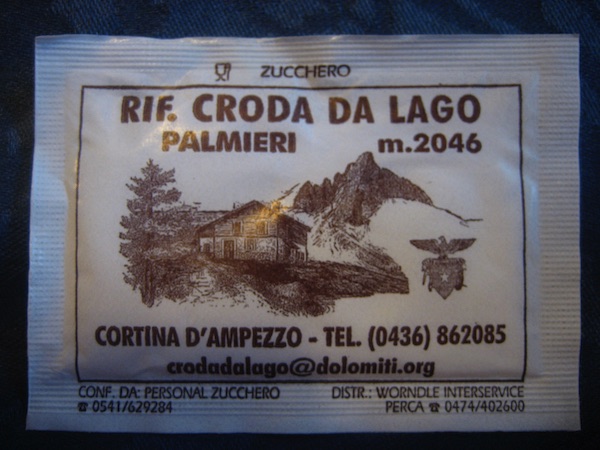 ZUCCHERO
RIF. CRODA DA LAGO
PALMIERI m.2046
CORTINA D'AMPEZZO - TEL. (0436) 862085
crodadalago@dolomiti.org
CONF. DA: PERSONAL ZUCCHERO DISTR.: WORNDLE INTERSERVICE
☎ 0541/629284 PERCA ☎ 0474/402600